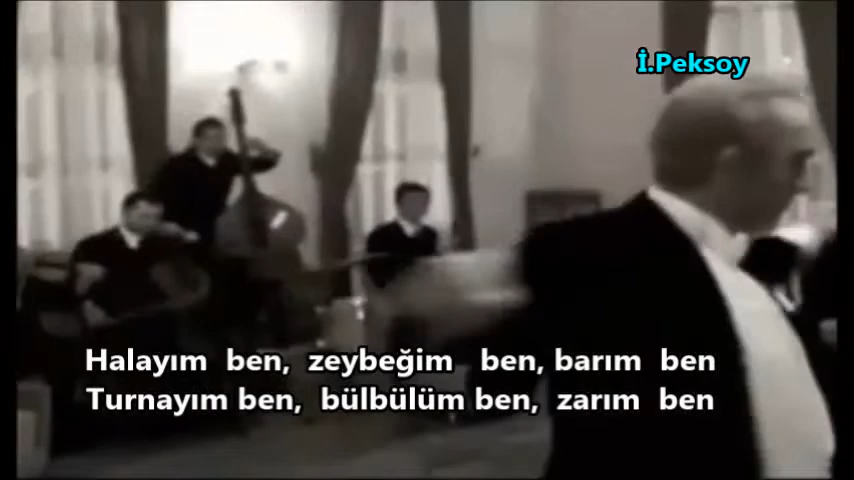 İ.Peksoy
Halayım ben, zeybeğim ben, barım ben
Turnayım ben, bülbülüm ben, zarım ben